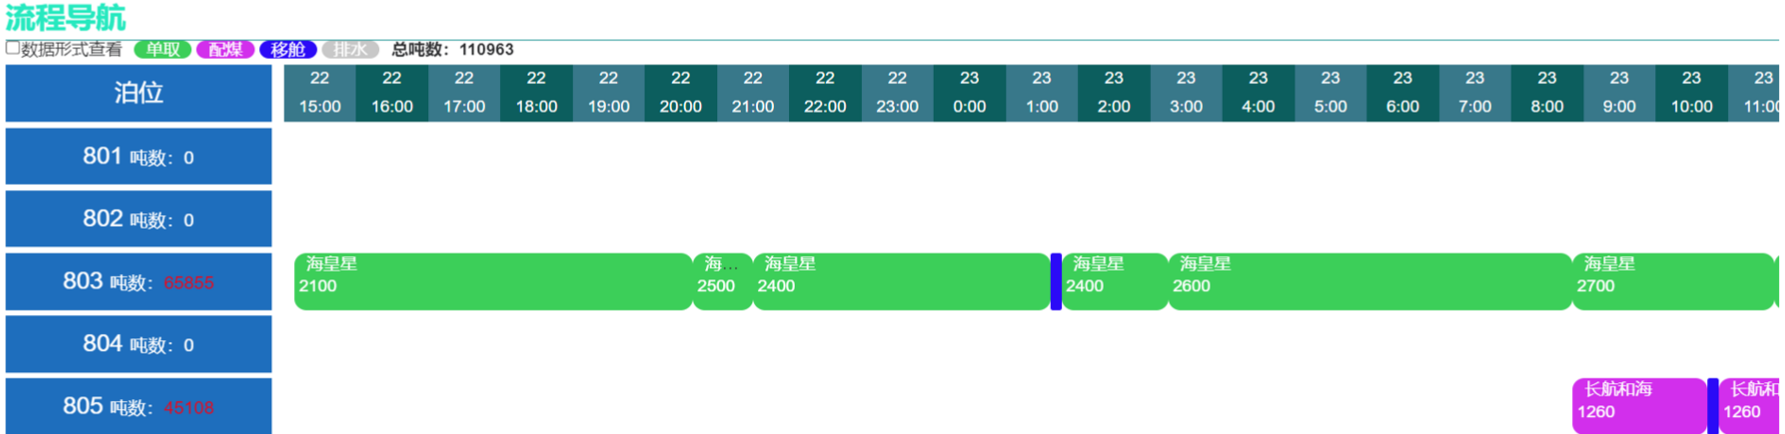 流程导航
数据形式查看 单取 配煤 移舱 排水 总吨数：110963
泊位 22 22 22 22 22 22 22 22 22 23 23 23 23 23 23 23 23 23 23 23 23
15:00 16:00 17:00 18:00 19:00 20:00 21:00 22:00 23:00 0:00 1:00 2:00 3:00 4:00 5:00 6:00 7:00 8:00 9:00 10:00 11:00
801 吨数：0
802 吨数：0
803 吨数：65855
海皇星 海... 海皇星 海皇星 海皇星 海皇星
2100 2500 2400 2400 2600 2700
804 吨数：0
805 吨数：45108
长航和海 长航和
1260 1260